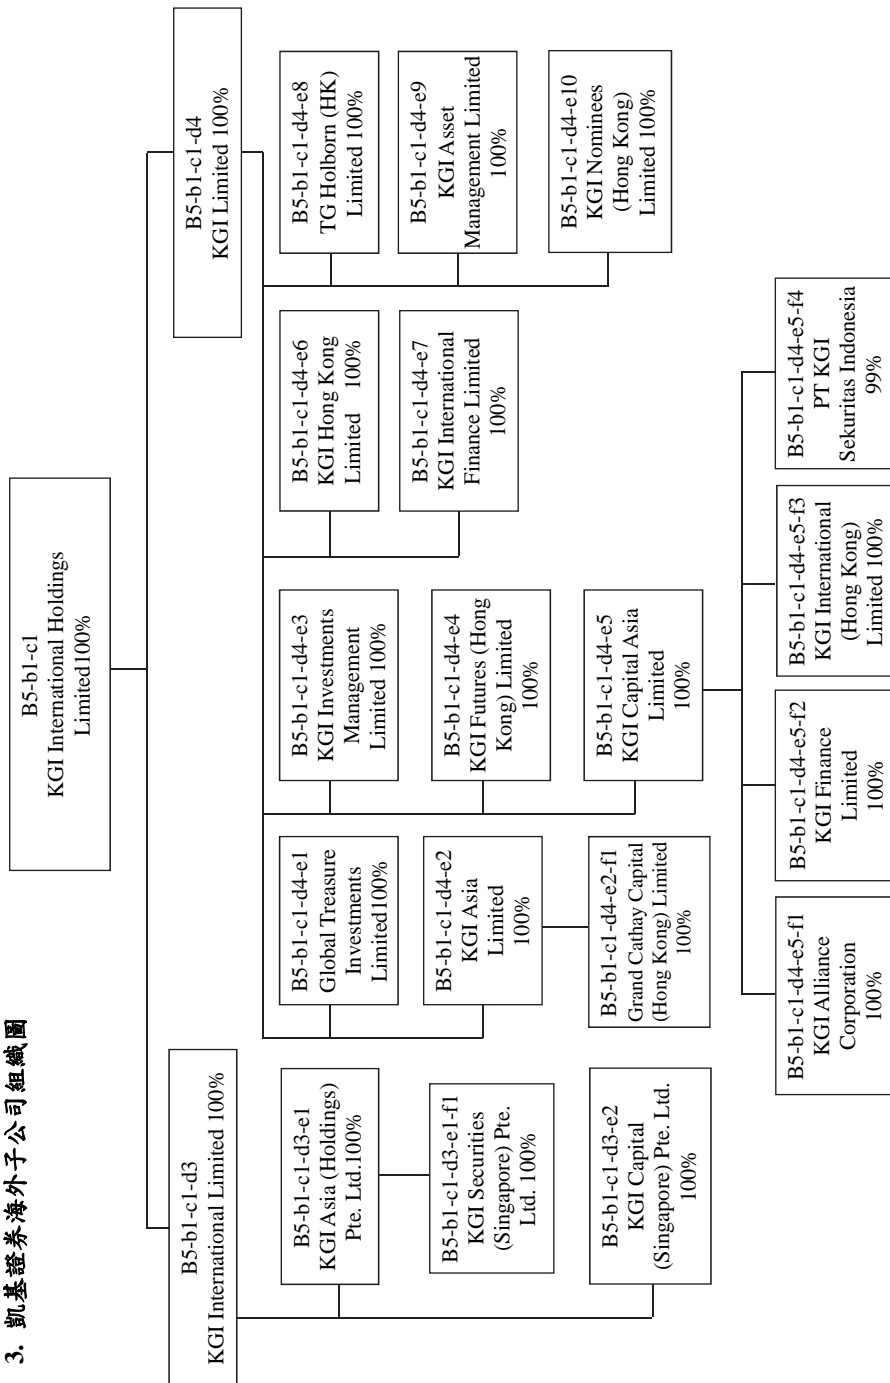 3. 凱基證券海外子公司組織圖
B5-b1-c1
KGI International Holdings
Limited100%
B5-b1-c1-d3
KGI International Limited 100%
B5-b1-c1-d4
KGI Limited 100%
B5-b1-c1-d3-e1
KGI Asia (Holdings)
Pte. Ltd.100%
B5-b1-c1-d3-e1-f1
KGI Securities
(Singapore) Pte.
Ltd. 100%
B5-b1-c1-d3-e2
KGI Capital
(Singapore) Pte. Ltd.
100%
B5-b1-c1-d4-e1
Global Treasure
Investments
Limited100%
B5-b1-c1-d4-e2
KGI Asia
Limited
100%
B5-b1-c1-d4-e2-f1
Grand Cathay Capital
(Hong Kong) Limited
100%
B5-b1-c1-d4-e3
KGI Investments
Management
Limited 100%
B5-b1-c1-d4-e4
KGI Futures (Hong
Kong) Limited
100%
B5-b1-c1-d4-e5
KGI Capital Asia
Limited
100%
B5-b1-c1-d4-e6
KGI Hong Kong
Limited 100%
B5-b1-c1-d4-e7
KGI International
Finance Limited
100%
B5-b1-c1-d4-e8
TG Holborn (HK)
Limited 100%
B5-b1-c1-d4-e9
KGI Asset
Management Limited
100%
B5-b1-c1-d4-e10
KGI Nominees
(Hong Kong)
Limited 100%
B5-b1-c1-d4-e5-f1
KGI Alliance
Corporation
100%
B5-b1-c1-d4-e5-f2
KGI Finance
Limited
100%
B5-b1-c1-d4-e5-f3
KGI International
(Hong Kong)
Limited 100%
B5-b1-c1-d4-e5-f4
PT KGI
Sekuritas Indonesia
99%